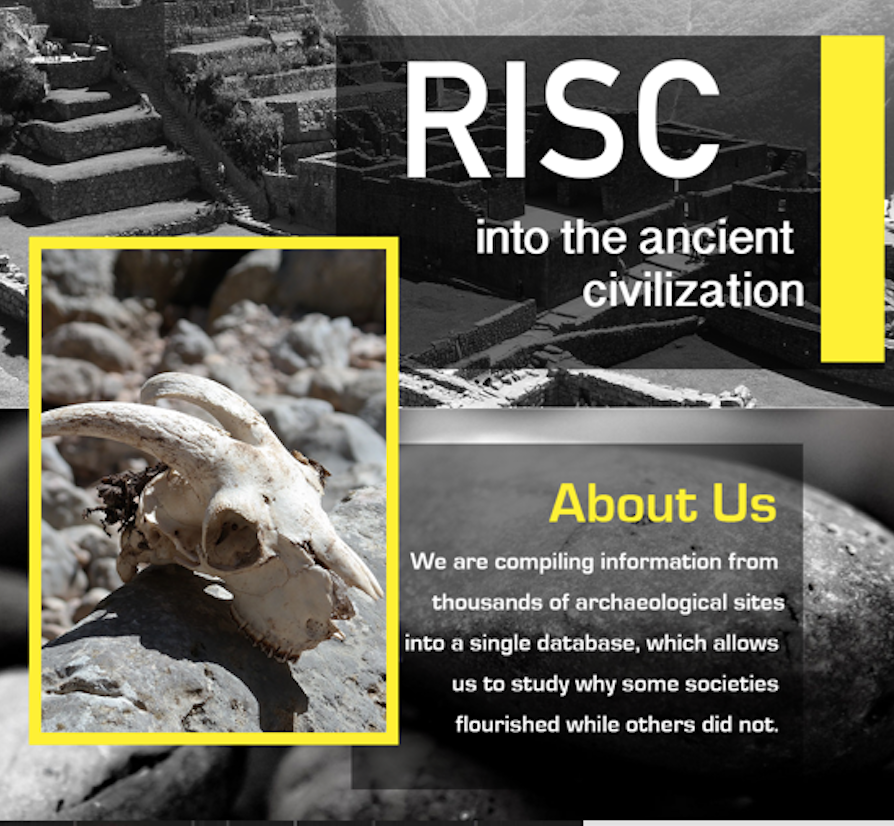 RISC
into the ancient
civilization
About Us
We are compiling information from
thousands of archaeological sites
into a single database, which allows
us to study why some societies
flourished while others did not.